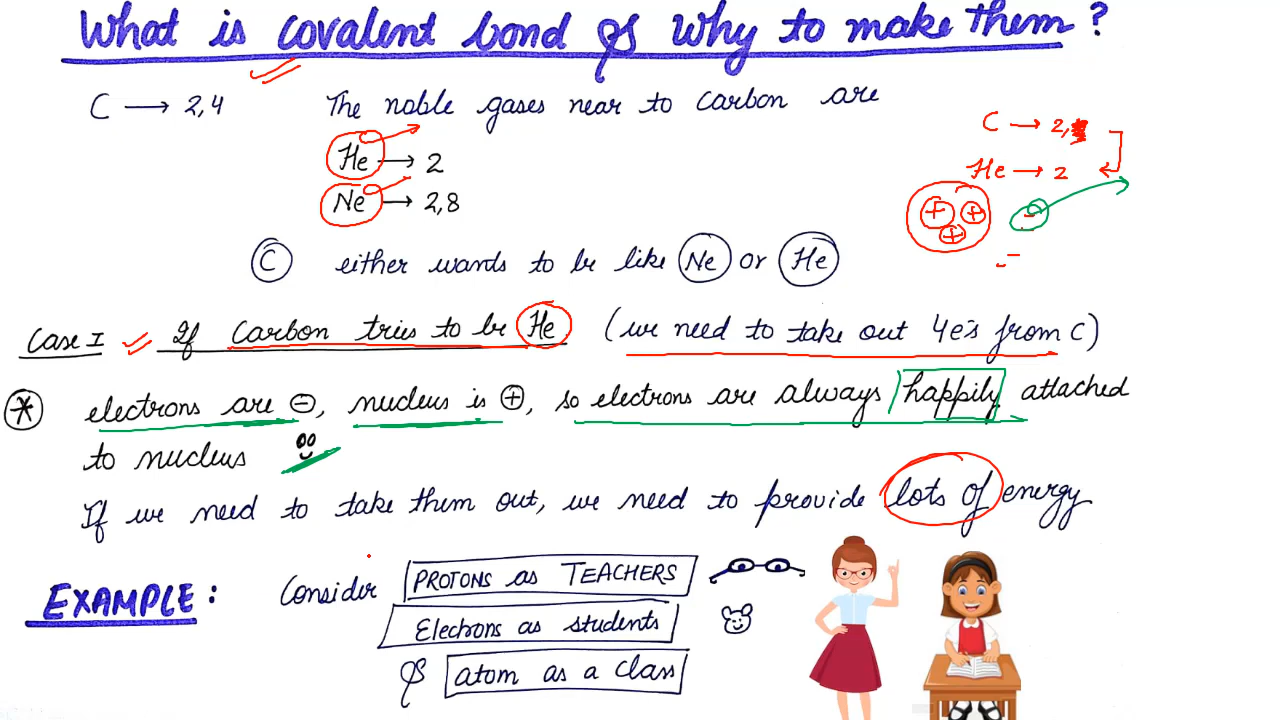 What is covalent bond & why to make them ?
C → 2,4 The noble gases near to carbon are
He → 2
Ne → 2,8
C → 2,
He → 2
+ + -
+
-
C either wants to be like Ne or He
Case I If carbon tries to be He (we need to take out 4e⁻s from C)
* electrons are ⊖, nucleus is ⊕, so electrons are always happily attached
to nucleus
If we need to take them out, we need to provide lots of energy
EXAMPLE : Consider PROTONS as TEACHERS
Electrons as students
& atom as a class